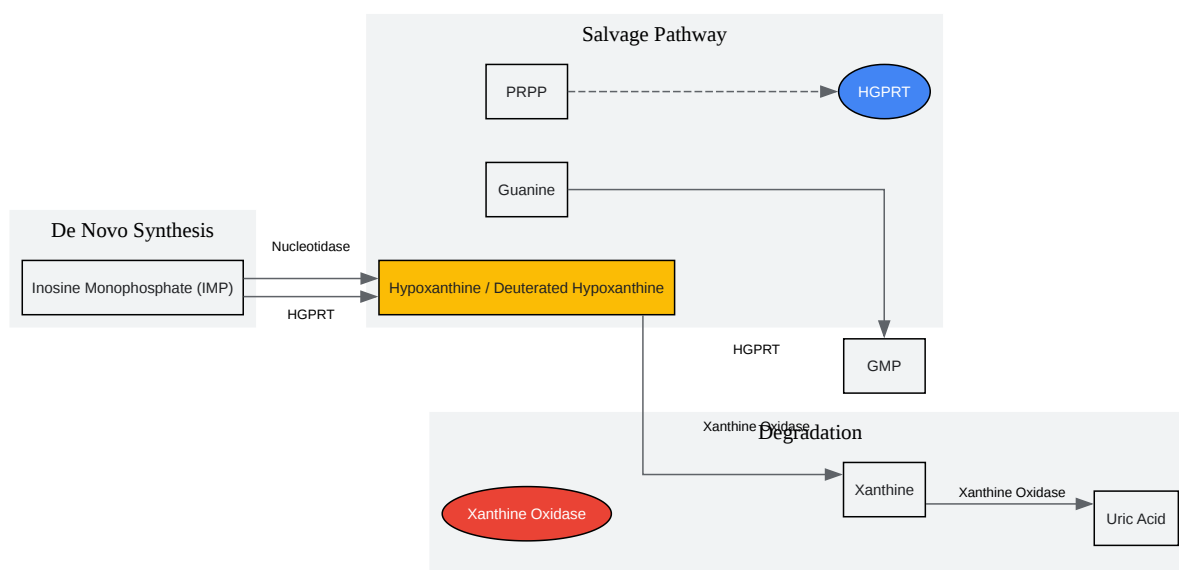 Salvage Pathway
PRPP
HGPRT
Guanine
De Novo Synthesis
Nucleotidase
Inosine Monophosphate (IMP)
Hypoxanthine / Deuterated Hypoxanthine
HGPRT
HGPRT
GMP
Xanthine Oxidase
Degradation
Xanthine
Xanthine Oxidase
Xanthine Oxidase
Uric Acid